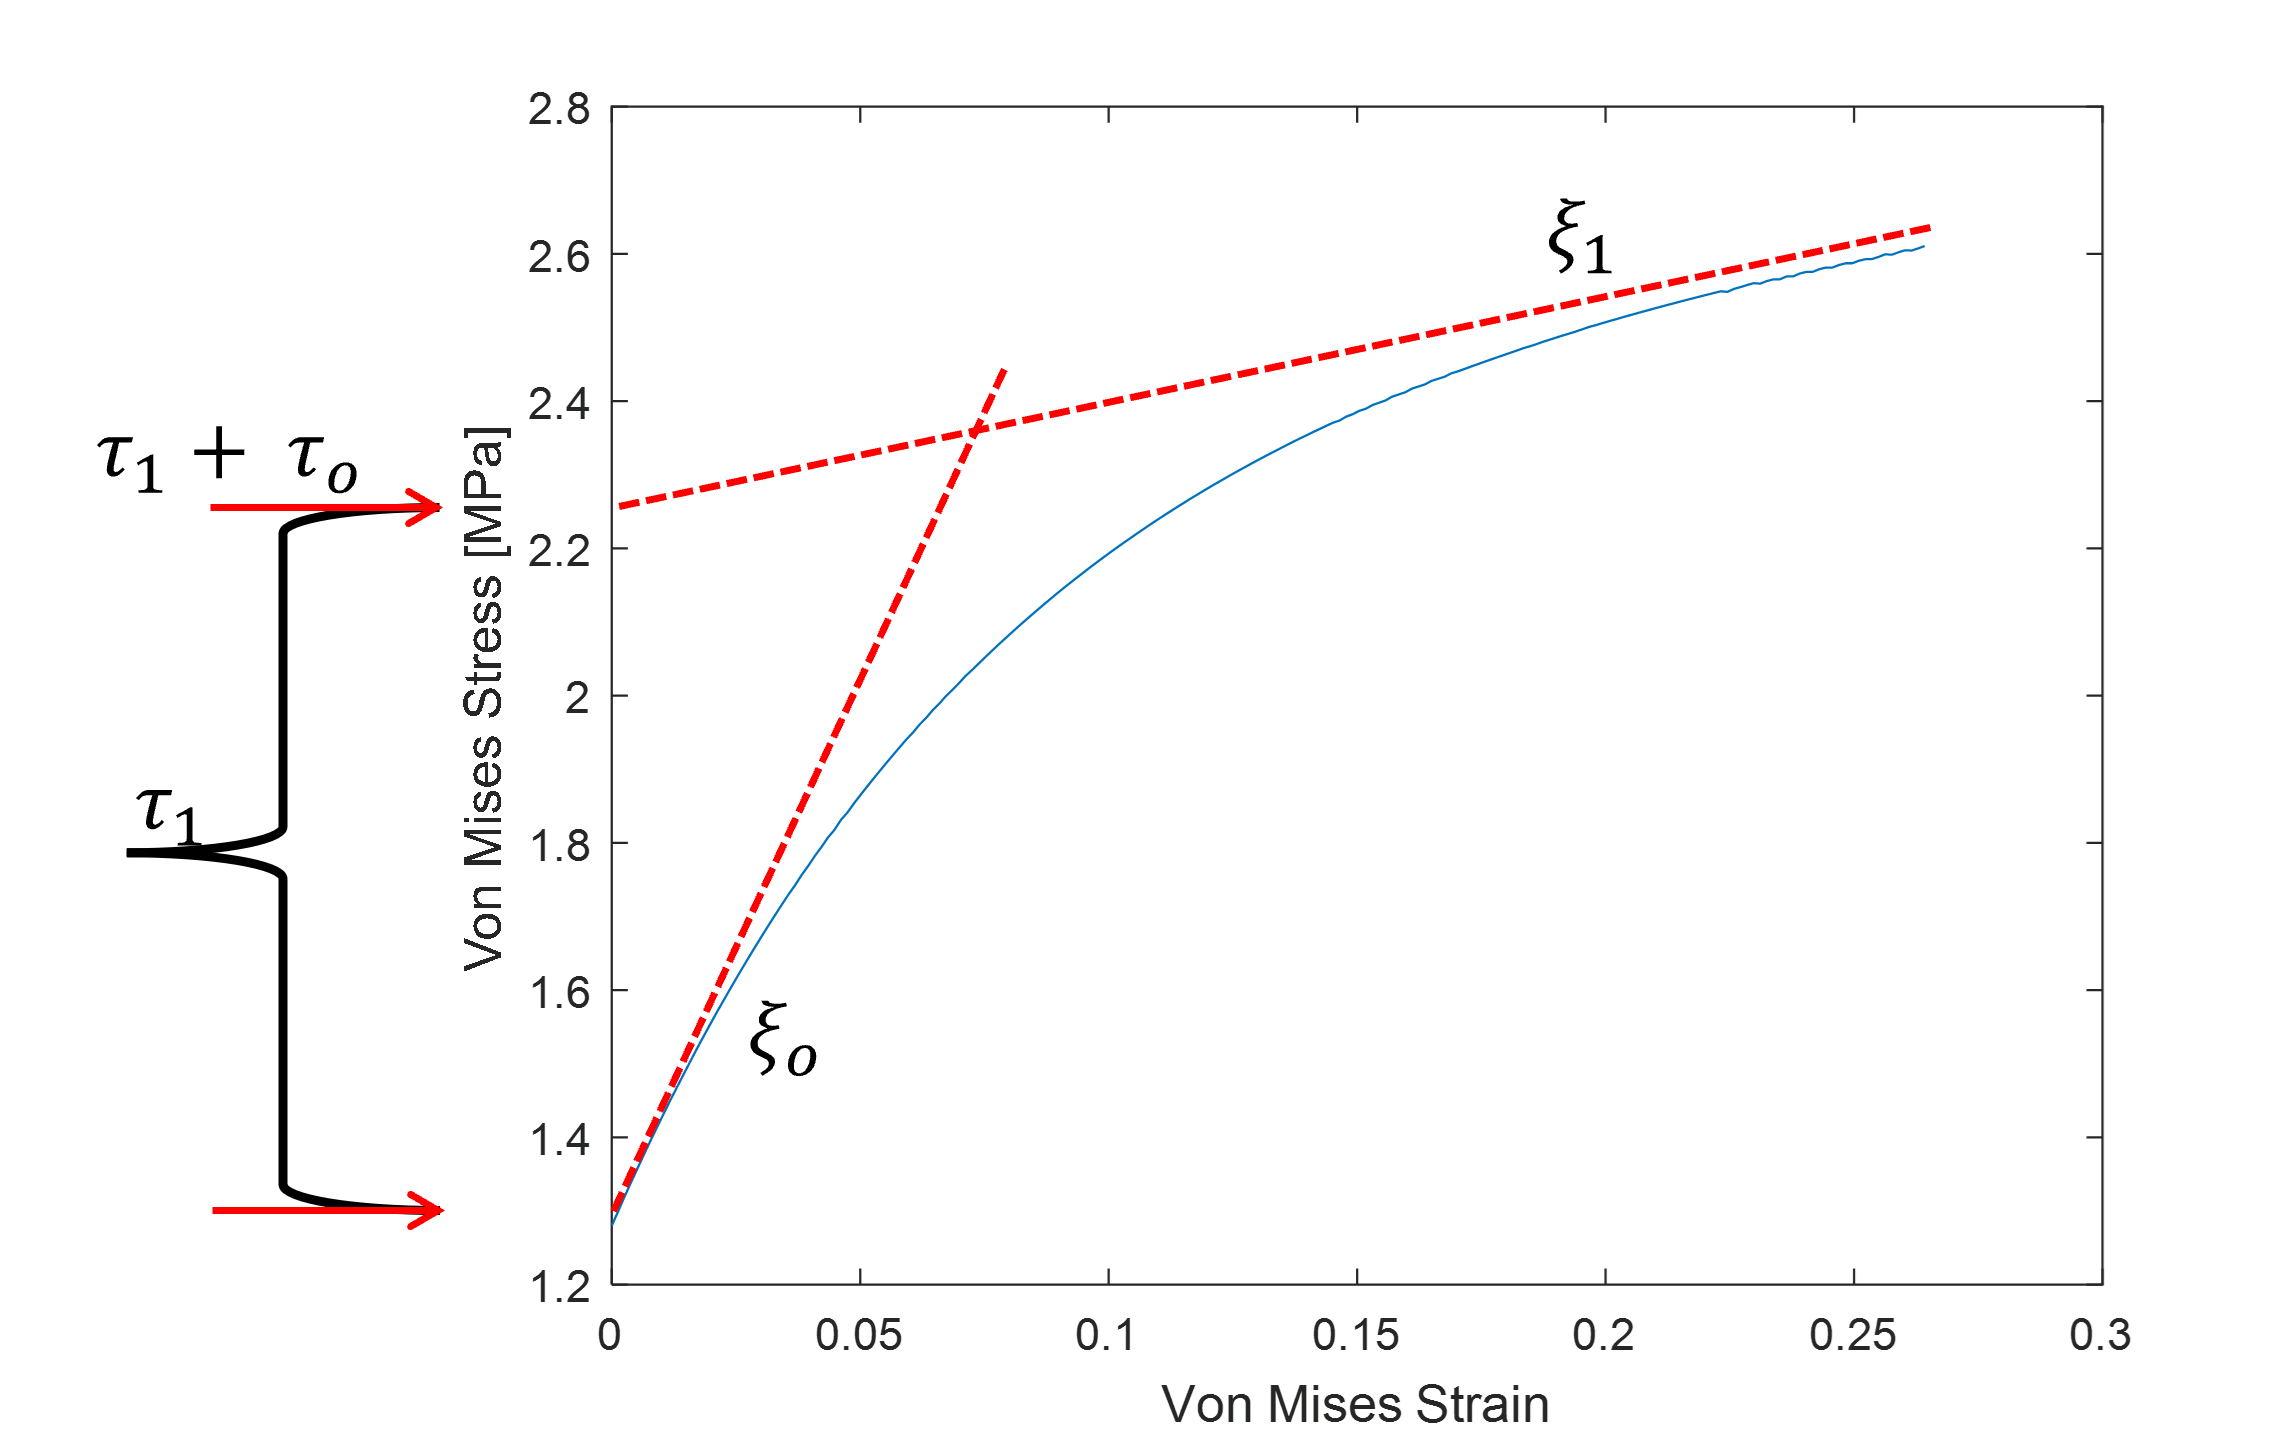 2.8
2.6
2.4
2.2
2
1.8
1.6
1.4
1.2
0 0.05 0.1 0.15 0.2 0.25 0.3
Von Mises Strain
Von Mises Stress [MPa]
τ₁ + τₒ
τ₁
ξ₁
ξₒ